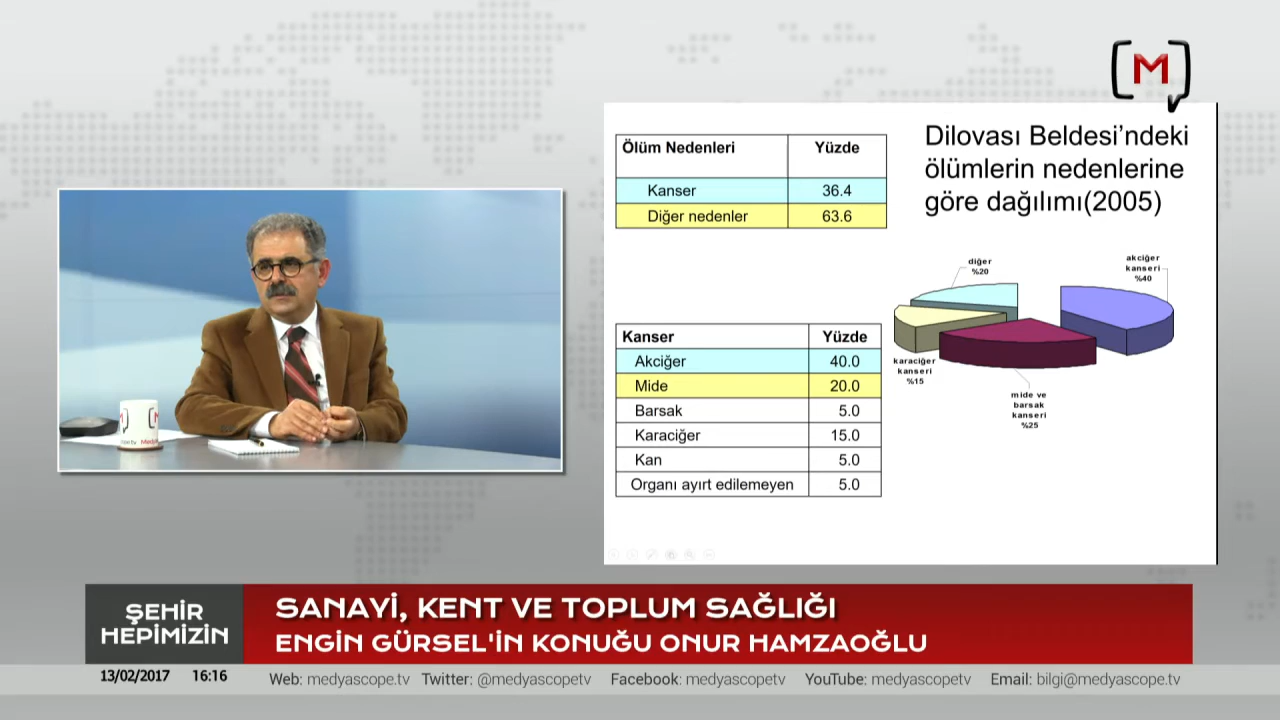 M
Dilovası Beldesi’ndeki
ölümlerin nedenlerine
göre dağılımı(2005)
Ölüm Nedenleri Yüzde
Kanser 36.4
Diğer nedenler 63.6
diğer
%20
akciğer
kanseri
%40
karaciğer
kanseri
%15
mide ve
barsak
kanseri
%25
Kanser Yüzde
Akciğer 40.0
Mide 20.0
Barsak 5.0
Karaciğer 15.0
Kan 5.0
Organı ayırt edilemeyen 5.0
ŞEHİR
HEPİMİZİN
SANAYİ, KENT VE TOPLUM SAĞLIĞI
ENGİN GÜRSEL'İN KONUĞU ONUR HAMZAOĞLU
13/02/2017 16:16 Web: medyascope.tv Twitter: @medyascopetv Facebook: medyascopetv YouTube: medyascopetv Email: bilgi@medyascope.tv